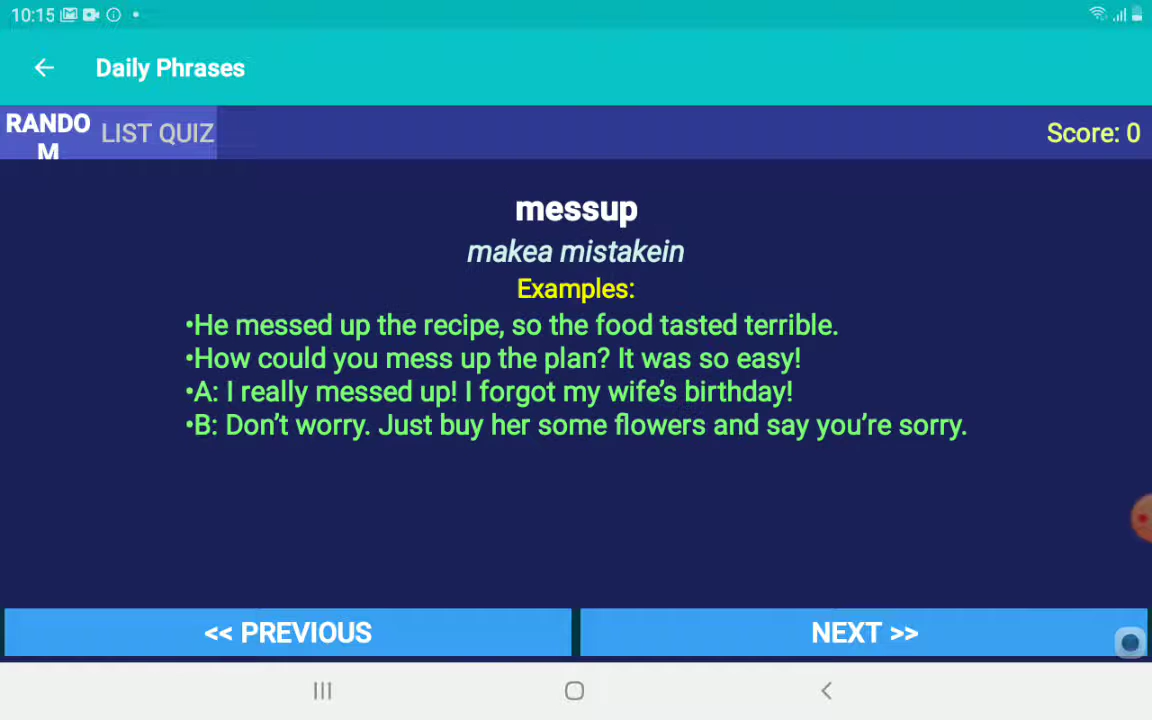 10:15
Daily Phrases
RANDO
M
LIST QUIZ
Score: 0
messup
makea mistakein
Examples:
•He messed up the recipe, so the food tasted terrible.
•How could you mess up the plan? It was so easy!
•A: I really messed up! I forgot my wife’s birthday!
•B: Don’t worry. Just buy her some flowers and say you’re sorry.
<< PREVIOUS
NEXT >>